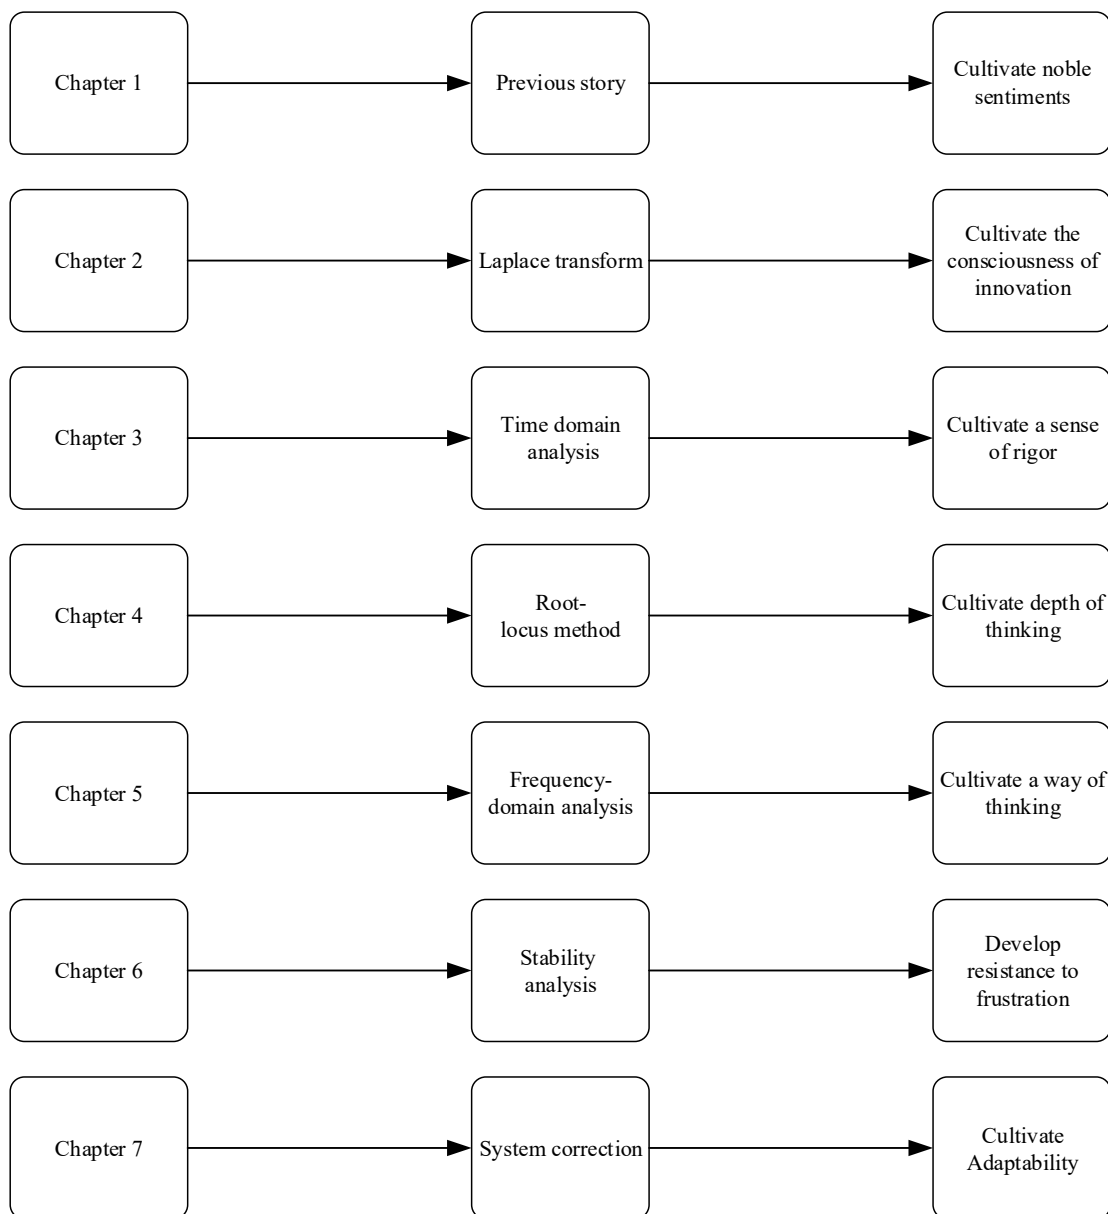 Chapter 1
Previous story
Cultivate noble
sentiments
Chapter 2
Laplace transform
Cultivate the
consciousness of
innovation
Chapter 3
Time domain
analysis
Cultivate a sense
of rigor
Chapter 4
Root-
locus method
Cultivate depth of
thinking
Chapter 5
Frequency-
domain analysis
Cultivate a way of
thinking
Chapter 6
Stability
analysis
Develop
resistance to
frustration
Chapter 7
System correction
Cultivate
Adaptability